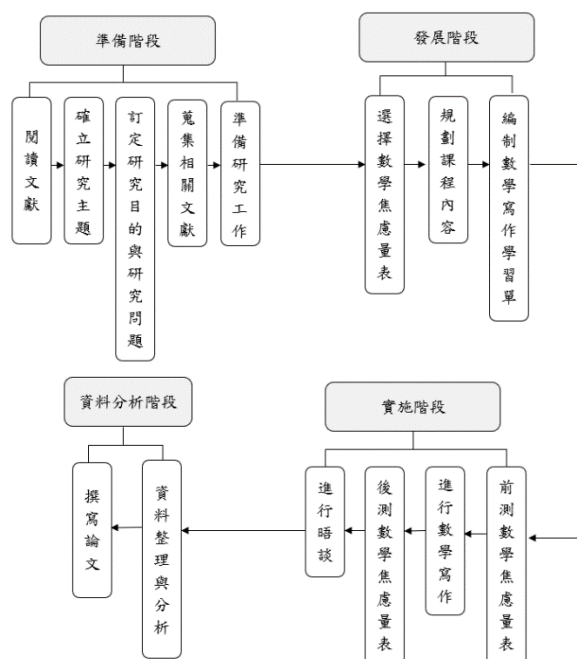 準備階段
閱讀文獻
確立研究主題
訂定研究目的與研究問題
蒐集相關文獻
準備研究工作
發展階段
選擇數學焦慮量表
規劃課程內容
編制數學寫作學習單
實施階段
前測數學焦慮量表
進行數學寫作
後測數學焦慮量表
進行晤談
資料分析階段
資料整理與分析
撰寫論文